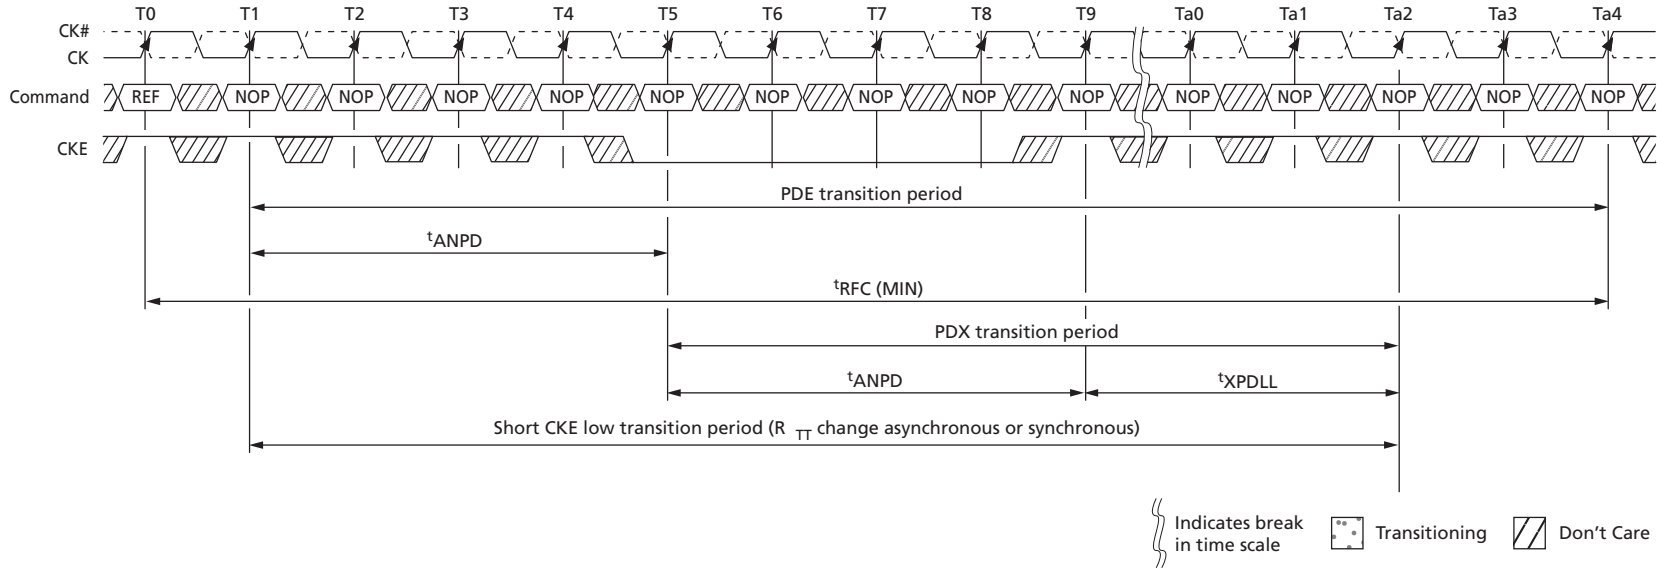 T0 T1 T2 T3 T4 T5 T6 T7 T8 T9 Ta0 Ta1 Ta2 Ta3 Ta4
CK#
CK
Command REF NOP NOP NOP NOP NOP NOP NOP NOP NOP NOP NOP NOP NOP NOP
CKE
PDE transition period
tANPD
tRFC (MIN)
PDX transition period
tANPD tXPDLL
Short CKE low transition period (R TT change asynchronous or synchronous)
Indicates break
in time scale
Transitioning
Don't Care